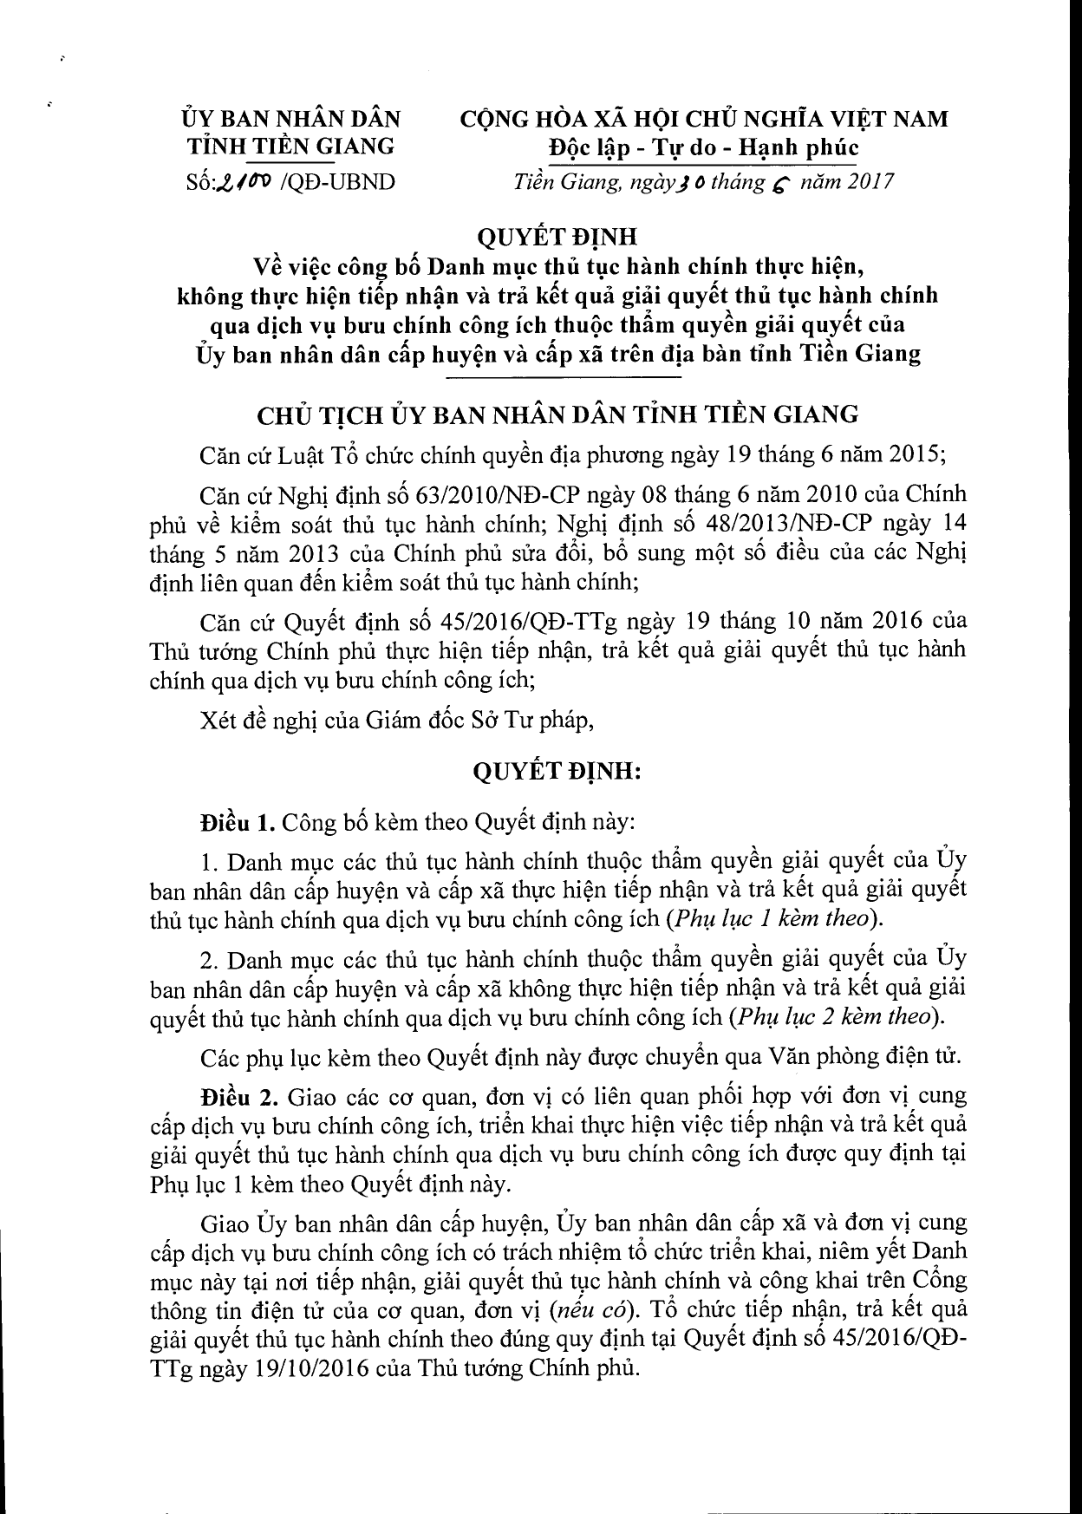 ỦY BAN NHÂN DÂN
TỈNH TIỀN GIANG
Số: 2100 /QĐ-UBND
CỘNG HÒA XÃ HỘI CHỦ NGHĨA VIỆT NAM
Độc lập - Tự do - Hạnh phúc
Tiền Giang, ngày 30 tháng 6 năm 2017
QUYẾT ĐỊNH
Về việc công bố Danh mục thủ tục hành chính thực hiện,
không thực hiện tiếp nhận và trả kết quả giải quyết thủ tục hành chính
qua dịch vụ bưu chính công ích thuộc thẩm quyền giải quyết của
Ủy ban nhân dân cấp huyện và cấp xã trên địa bàn tỉnh Tiền Giang
CHỦ TỊCH ỦY BAN NHÂN DÂN TỈNH TIỀN GIANG
Căn cứ Luật Tổ chức chính quyền địa phương ngày 19 tháng 6 năm 2015;
Căn cứ Nghị định số 63/2010/NĐ-CP ngày 08 tháng 6 năm 2010 của Chính
phủ về kiểm soát thủ tục hành chính; Nghị định số 48/2013/NĐ-CP ngày 14
tháng 5 năm 2013 của Chính phủ sửa đổi, bổ sung một số điều của các Nghị
định liên quan đến kiểm soát thủ tục hành chính;
Căn cứ Quyết định số 45/2016/QĐ-TTg ngày 19 tháng 10 năm 2016 của
Thủ tướng Chính phủ thực hiện tiếp nhận, trả kết quả giải quyết thủ tục hành
chính qua dịch vụ bưu chính công ích;
Xét đề nghị của Giám đốc Sở Tư pháp,
QUYẾT ĐỊNH:
Điều 1. Công bố kèm theo Quyết định này:
1. Danh mục các thủ tục hành chính thuộc thẩm quyền giải quyết của Ủy
ban nhân dân cấp huyện và cấp xã thực hiện tiếp nhận và trả kết quả giải quyết
thủ tục hành chính qua dịch vụ bưu chính công ích (Phụ lục 1 kèm theo).
2. Danh mục các thủ tục hành chính thuộc thẩm quyền giải quyết của Ủy
ban nhân dân cấp huyện và cấp xã không thực hiện tiếp nhận và trả kết quả giải
quyết thủ tục hành chính qua dịch vụ bưu chính công ích (Phụ lục 2 kèm theo).
Các phụ lục kèm theo Quyết định này được chuyển qua Văn phòng điện tử.
Điều 2. Giao các cơ quan, đơn vị có liên quan phối hợp với đơn vị cung
cấp dịch vụ bưu chính công ích, triển khai thực hiện việc tiếp nhận và trả kết quả
giải quyết thủ tục hành chính qua dịch vụ bưu chính công ích được quy định tại
Phụ lục 1 kèm theo Quyết định này.
Giao Ủy ban nhân dân cấp huyện, Ủy ban nhân dân cấp xã và đơn vị cung
cấp dịch vụ bưu chính công ích có trách nhiệm tổ chức triển khai, niêm yết Danh
mục này tại nơi tiếp nhận, giải quyết thủ tục hành chính và công khai trên Cổng
thông tin điện tử của cơ quan, đơn vị (nếu có). Tổ chức tiếp nhận, trả kết quả
giải quyết thủ tục hành chính theo đúng quy định tại Quyết định số 45/2016/QĐ-
TTg ngày 19/10/2016 của Thủ tướng Chính phủ.